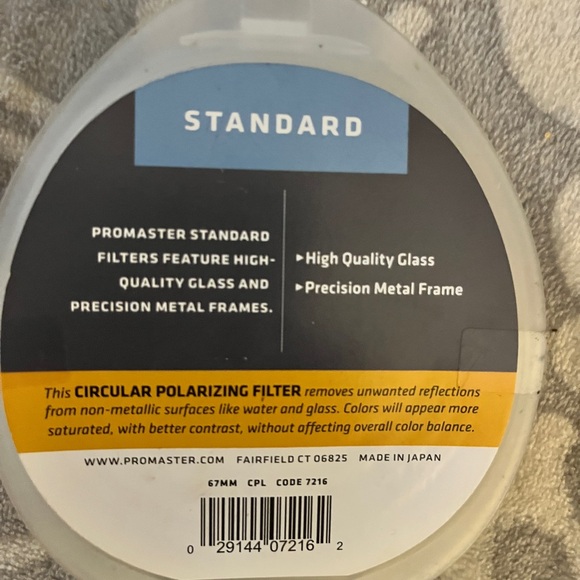 STANDARD
PROMASTER STANDARD
FILTERS FEATURE HIGH-
QUALITY GLASS AND
PRECISION METAL FRAMES.
▸High Quality Glass
▸Precision Metal Frame
This CIRCULAR POLARIZING FILTER removes unwanted reflections
from non-metallic surfaces like water and glass. Colors will appear more
saturated, with better contrast, without affecting overall color balance.
WWW.PROMASTER.COM FAIRFIELD CT 06825 MADE IN JAPAN
67MM CPL CODE 7216
0 29144 07216 2